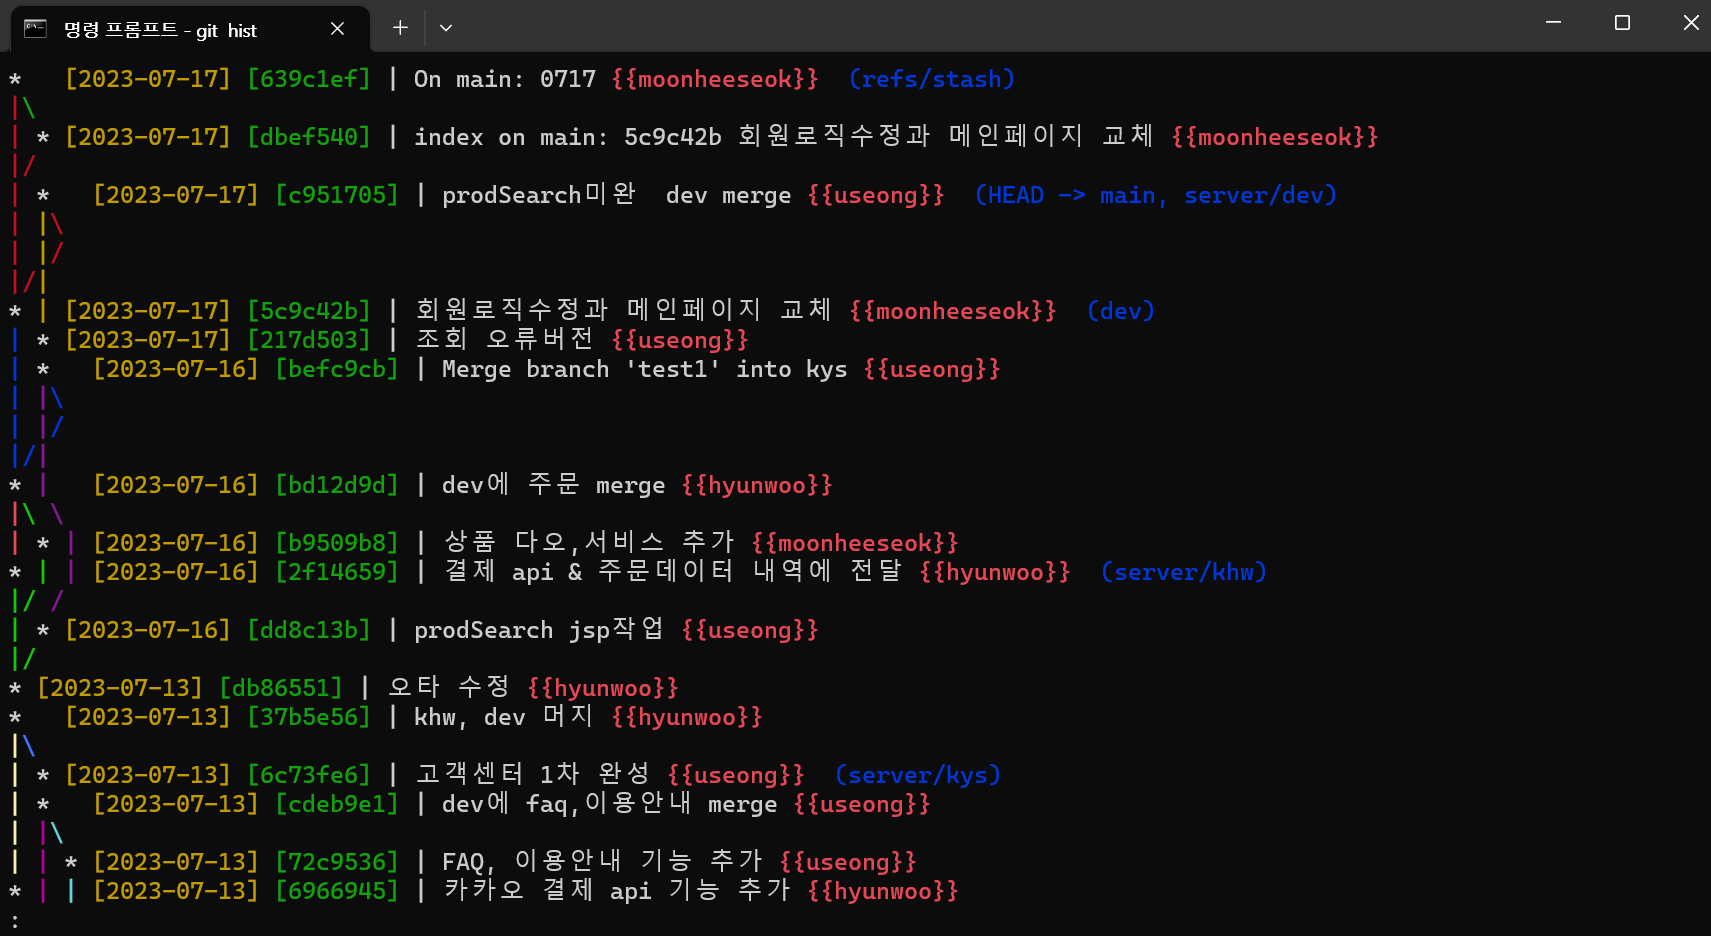 명령 프롬프트 - git hist
* [2023-07-17] [639c1ef] | On main: 0717 {{moonheeseok}} (refs/stash)
|\
| * [2023-07-17] [dbef540] | index on main: 5c9c42b 회원로직수정과 메인페이지 교체 {{moonheeseok}}
|/
| * [2023-07-17] [c951705] | prodSearch미완 dev merge {{useong}} (HEAD -> main, server/dev)
| |\
| |/
|/|
* | [2023-07-17] [5c9c42b] | 회원로직수정과 메인페이지 교체 {{moonheeseok}} (dev)
| * [2023-07-17] [217d503] | 조회 오류버전 {{useong}}
| * [2023-07-16] [befc9cb] | Merge branch 'test1' into kys {{useong}}
| |\
| |/
|/|
* | [2023-07-16] [bd12d9d] | dev에 주문 merge {{hyunwoo}}
|\ \
| * | [2023-07-16] [b9509b8] | 상품 다오,서비스 추가 {{moonheeseok}}
* | | [2023-07-16] [2f14659] | 결제 api & 주문데이터 내역에 전달 {{hyunwoo}} (server/khw)
|/ /
| * [2023-07-16] [dd8c13b] | prodSearch jsp작업 {{useong}}
|/
* [2023-07-13] [db86551] | 오타 수정 {{hyunwoo}}
* [2023-07-13] [37b5e56] | khw, dev 머지 {{hyunwoo}}
|\
| * [2023-07-13] [6c73fe6] | 고객센터 1차 완성 {{useong}} (server/kys)
| * [2023-07-13] [cdeb9e1] | dev에 faq,이용안내 merge {{useong}}
| |\
| | * [2023-07-13] [72c9536] | FAQ, 이용안내 기능 추가 {{useong}}
* | | [2023-07-13] [6966945] | 카카오 결제 api 기능 추가 {{hyunwoo}}
: